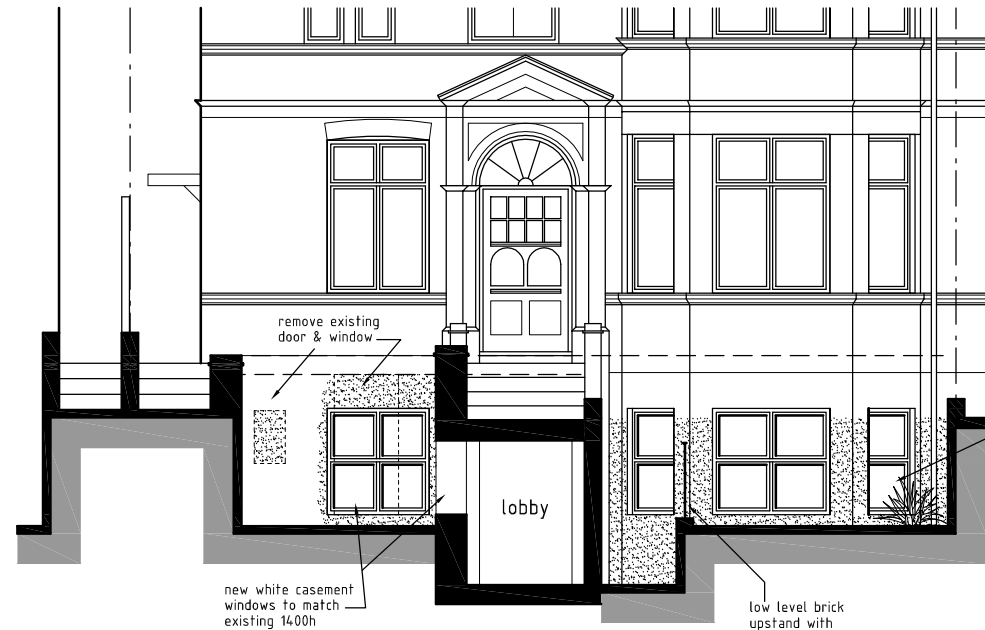 remove existing
door & window
lobby
new white casement
windows to match
existing 1400h
low level brick
upstand with